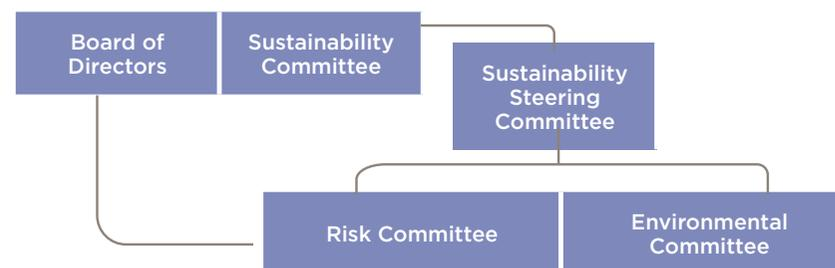 Board of
Directors
Sustainability
Committee
Sustainability
Steering
Committee
Risk Committee
Environmental
Committee